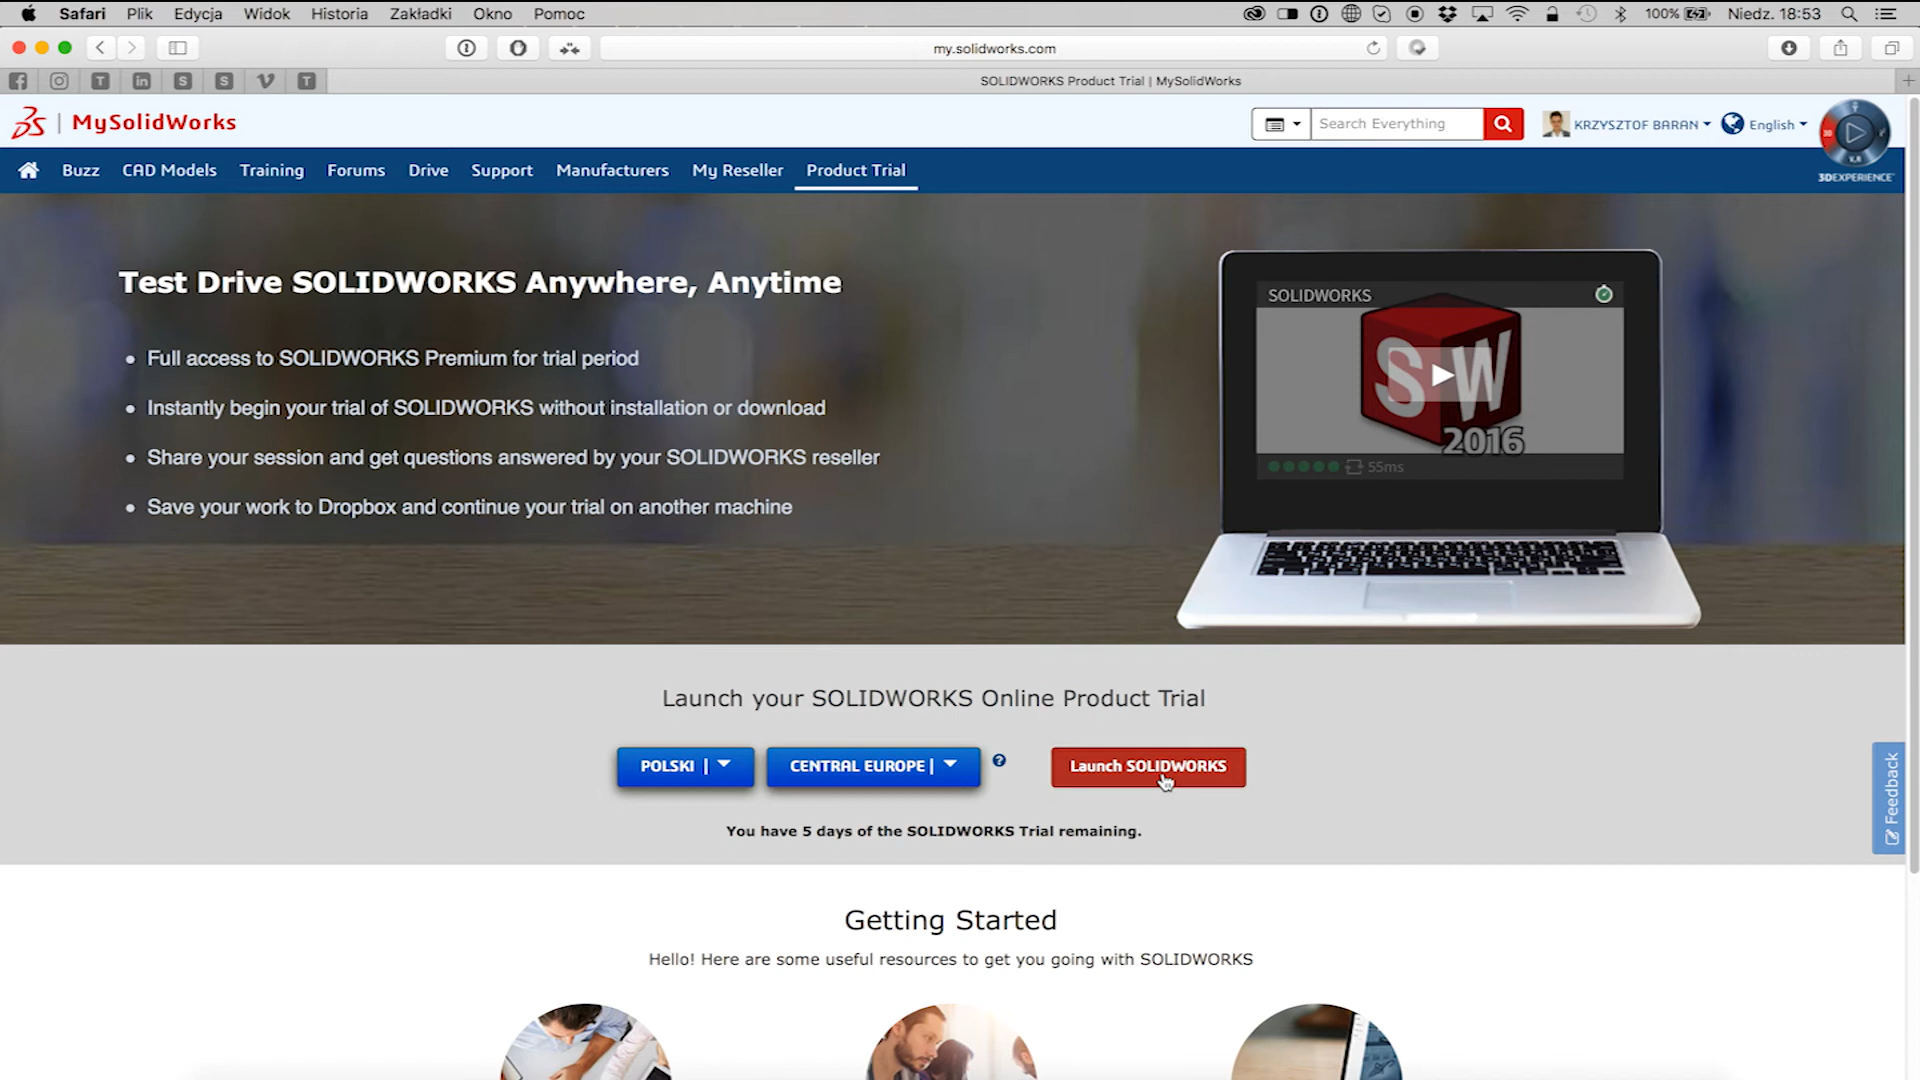 Safari Plik Edycja Widok Historia Zakładki Okno Pomoc
100% Niedz. 18:53
my.solidworks.com
SOLIDWORKS Product Trial | MySolidWorks
MySolidWorks
Search Everything
KRZYSZTOF BARAN
English
3DEXPERIENCE
Buzz CAD Models Training Forums Drive Support Manufacturers My Reseller Product Trial
Test Drive SOLIDWORKS Anywhere, Anytime
• Full access to SOLIDWORKS Premium for trial period
• Instantly begin your trial of SOLIDWORKS without installation or download
• Share your session and get questions answered by your SOLIDWORKS reseller
• Save your work to Dropbox and continue your trial on another machine
SOLIDWORKS
SW
2016
55ms
Launch your SOLIDWORKS Online Product Trial
POLSKI |
CENTRAL EUROPE |
?
Launch SOLIDWORKS
You have 5 days of the SOLIDWORKS Trial remaining.
Feedback
Getting Started
Hello! Here are some useful resources to get you going with SOLIDWORKS